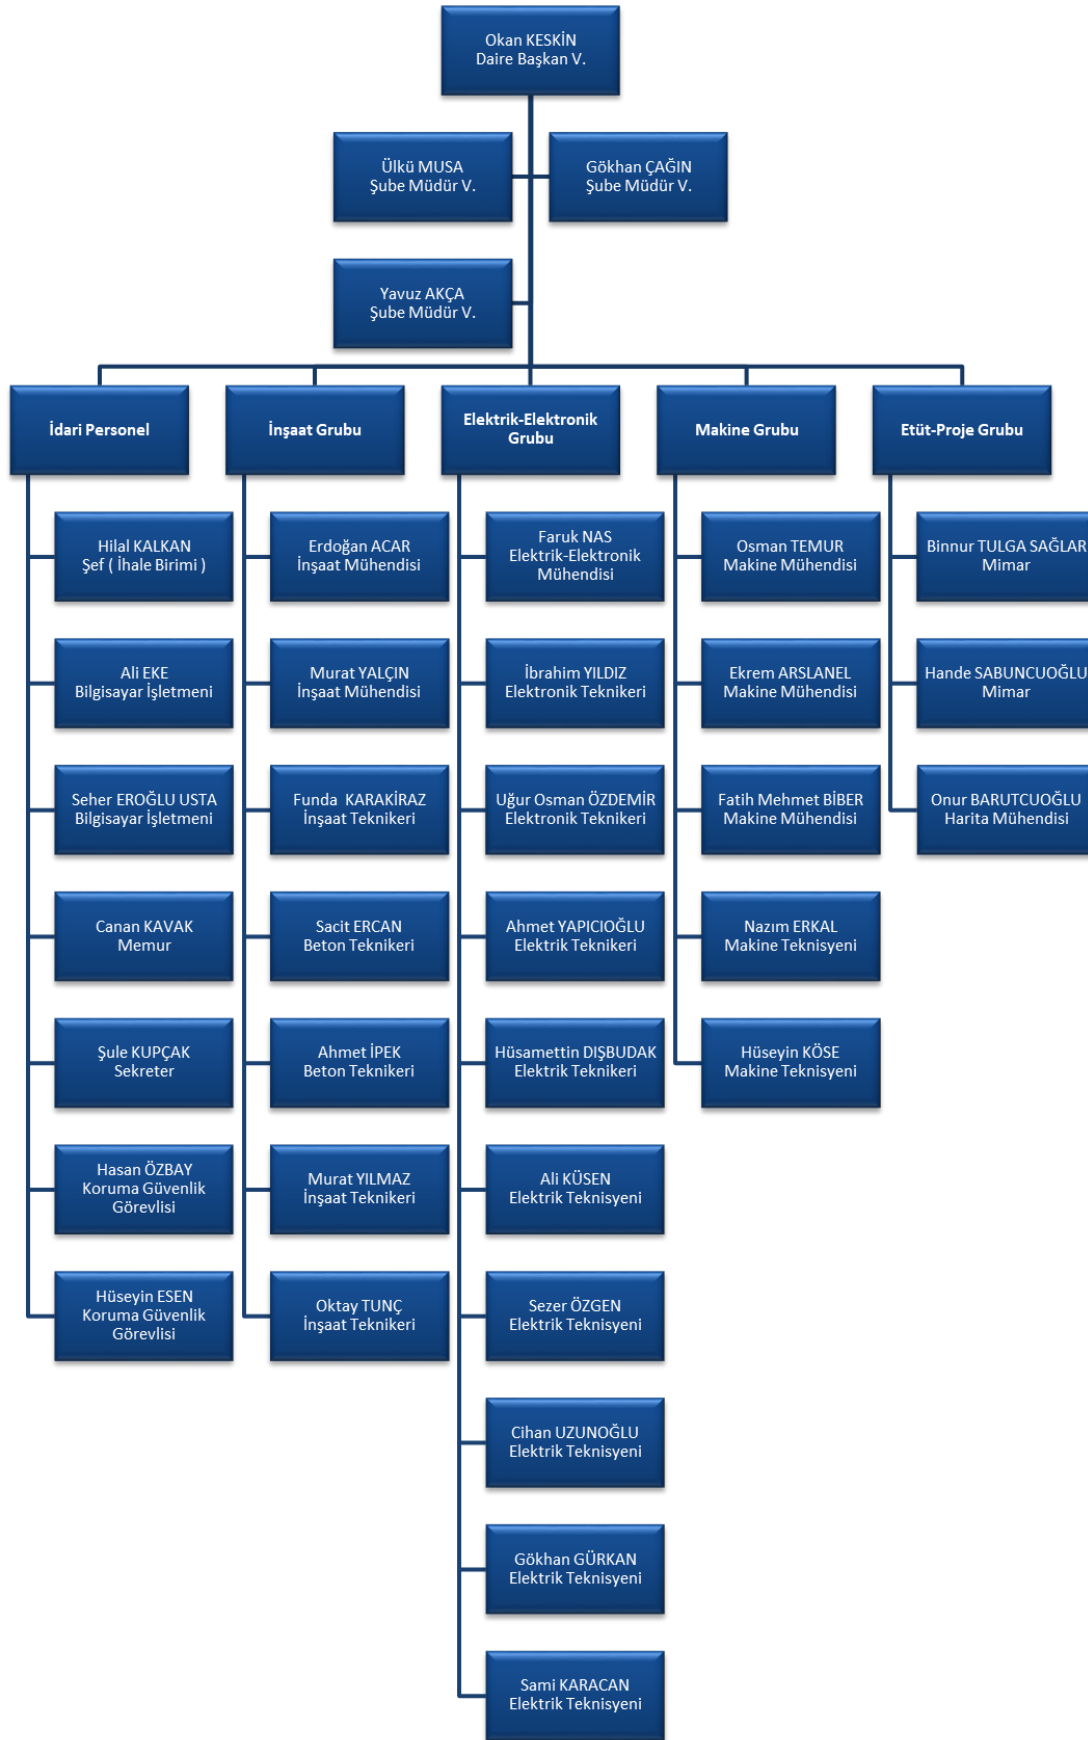 Okan KESKİN
Daire Başkan V.
Ülkü MUSA
Şube Müdür V.
Gökhan ÇAĞIN
Şube Müdür V.
Yavuz AKÇA
Şube Müdür V.
İdari Personel
İnşaat Grubu
Elektrik-Elektronik
Grubu
Makine Grubu
Etüt-Proje Grubu
Hilal KALKAN
Şef ( İhale Birimi )
Ali EKE
Bilgisayar İşletmeni
Seher EROĞLU USTA
Bilgisayar İşletmeni
Canan KAVAK
Memur
Şule KUPÇAK
Sekreter
Hasan ÖZBAY
Koruma Güvenlik
Görevlisi
Hüseyin ESEN
Koruma Güvenlik
Görevlisi
Erdoğan ACAR
İnşaat Mühendisi
Murat YALÇIN
İnşaat Mühendisi
Funda  KARAKİRAZ
İnşaat Teknikeri
Sacit ERCAN
Beton Teknikeri
Ahmet İPEK
Beton Teknikeri
Murat YILMAZ
İnşaat Teknikeri
Oktay TUNÇ
İnşaat Teknikeri
Faruk NAS
Elektrik-Elektronik
Mühendisi
İbrahim YILDIZ
Elektronik Teknikeri
Uğur Osman ÖZDEMİR
Elektronik Teknikeri
Ahmet YAPICIOĞLU
Elektrik Teknikeri
Hüsamettin DIŞBUDAK
Elektrik Teknikeri
Ali KÜSEN
Elektrik Teknisyeni
Sezer ÖZGEN
Elektrik Teknisyeni
Cihan UZUNOĞLU
Elektrik Teknisyeni
Gökhan GÜRKAN
Elektrik Teknisyeni
Sami KARACAN
Elektrik Teknisyeni
Osman TEMUR
Makine Mühendisi
Ekrem ARSLANEL
Makine Mühendisi
Fatih Mehmet BİBER
Makine Mühendisi
Nazım ERKAL
Makine Teknisyeni
Hüseyin KÖSE
Makine Teknisyeni
Binnur TULGA SAĞLAR
Mimar
Hande SABUNCUOĞLU
Mimar
Onur BARUTCUOĞLU
Harita Mühendisi